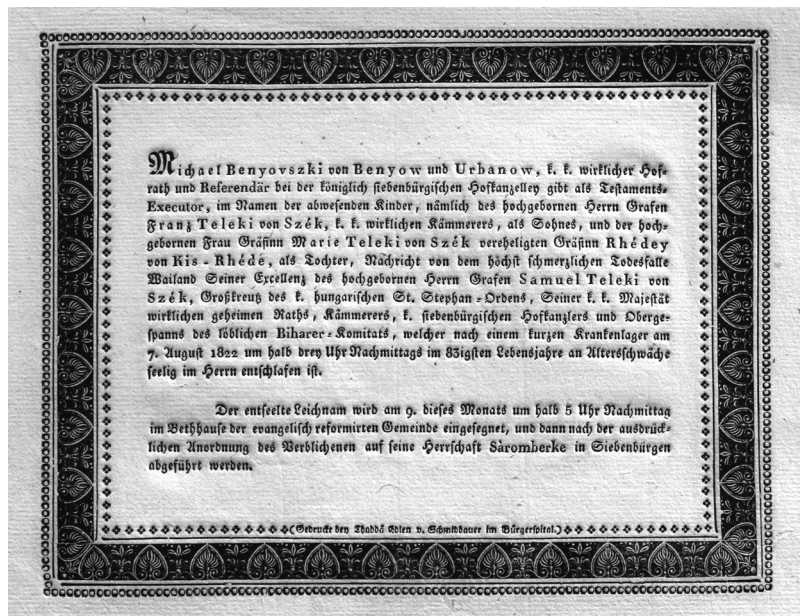 Michael Benyovszki von Benyow und Urbanow, k. k. wirklicher Hof-
rath und Referendär bei der königlich siebenbürgischen Hofkanzelley gibt als Testaments-
Executor, im Namen der abwesenden Kinder, nämlich des hochgebornen Herrn Grafen
Franz Teleki von Szék, k. k. wirklichen Kämmerers, als Sohnes, und der hoch-
gebornen Frau Gräfinn Marie Teleki von Szék vereheligten Gräfinn Rhédey
von Kis-Rhéde, als Tochter, Nachricht von dem höchst schmerzlichen Todesfalle
Wailand Seiner Excellenz des hochgebornen Herrn Grafen Samuel Teleki von
Szék, Großkreutz des k. hungarischen St. Stephan-Ordens, Seiner k. k. Majestät
wirklichen geheimen Raths, Kämmerers, k. siebenbürgischen Hofkanzlers und Oberge-
spanns des löblichen Biharer-Komitats, welcher nach einem kurzen Krankenlager am
7. August 1822 um halb drey Uhr Nachmittags im 83igsten Lebensjahre an Altersschwäche
seelig im Herrn entschlafen ist.
Der entseelte Leichnam wird am 9. dieses Monats um halb 5 Uhr Nachmittag
im Bethhause der evangelisch reformirten Gemeinde eingesegnet, und dann nach der ausdrück-
lichen Anordnung des Verblichenen auf seine Herrschaft Sàromberke in Siebenbürgen
abgeführt werden.
(Gedruckt bey Thaddä Edlen v. Schmidbauer im Bürgerspital.)